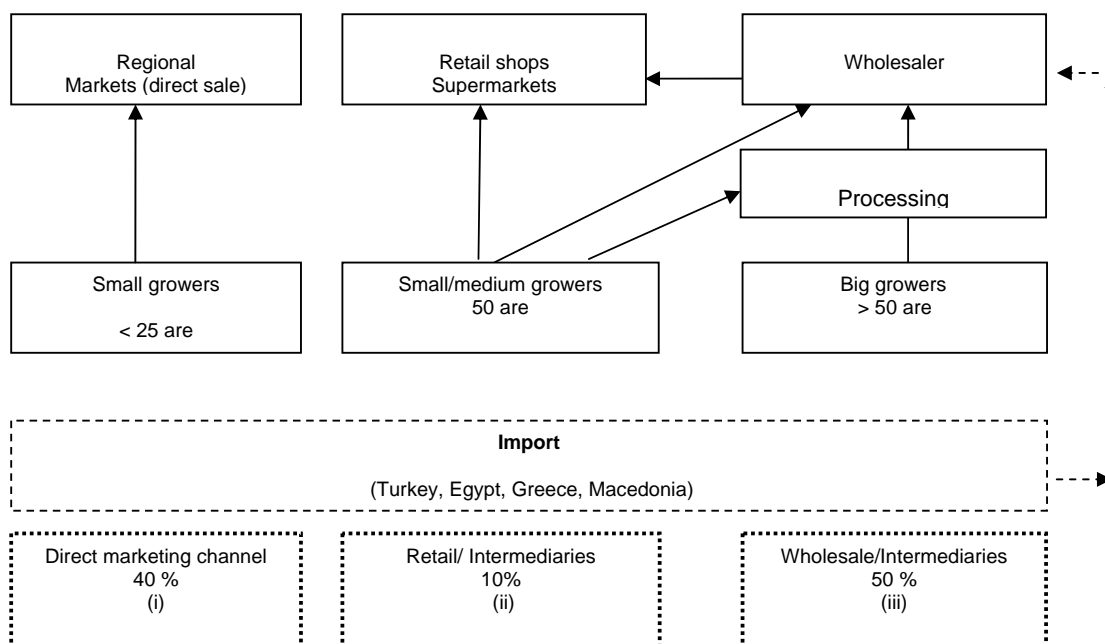 Regional
Markets (direct sale)
Retail shops
Supermarkets
Wholesaler
Processing
Small growers
< 25 are
Small/medium growers
50 are
Big growers
> 50 are
Import
(Turkey, Egypt, Greece, Macedonia)
Direct marketing channel
40 %
(i)
Retail/ Intermediaries
10%
(ii)
Wholesale/Intermediaries
50 %
(iii)